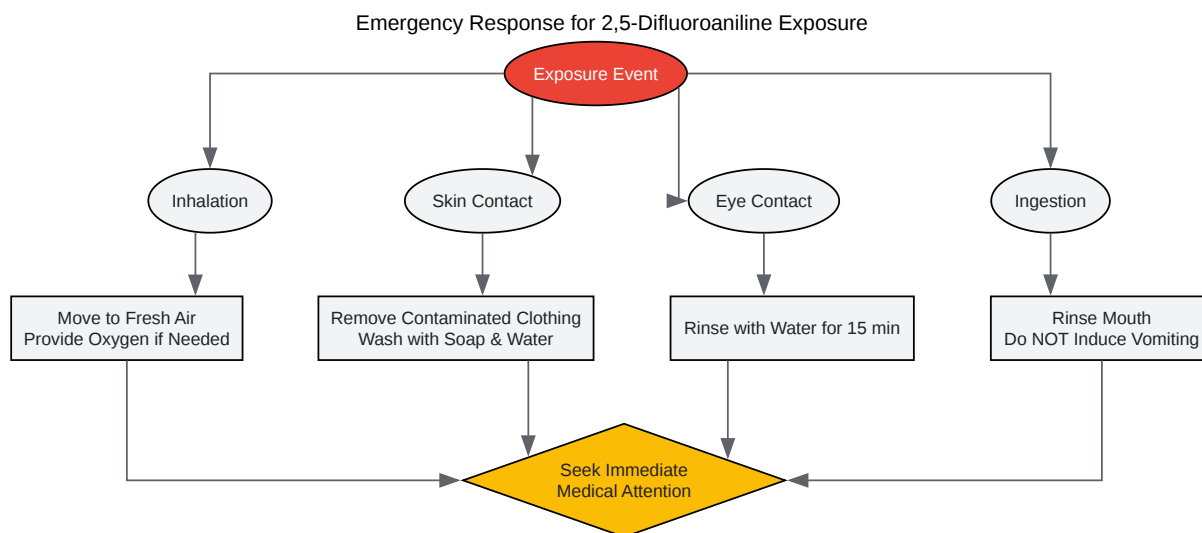 Emergency Response for 2,5-Difluoroaniline Exposure
Exposure Event
Inhalation
Skin Contact
Eye Contact
Ingestion
Move to Fresh Air
Provide Oxygen if Needed
Remove Contaminated Clothing
Wash with Soap & Water
Rinse with Water for 15 min
Rinse Mouth
Do NOT Induce Vomiting
Seek Immediate
Medical Attention